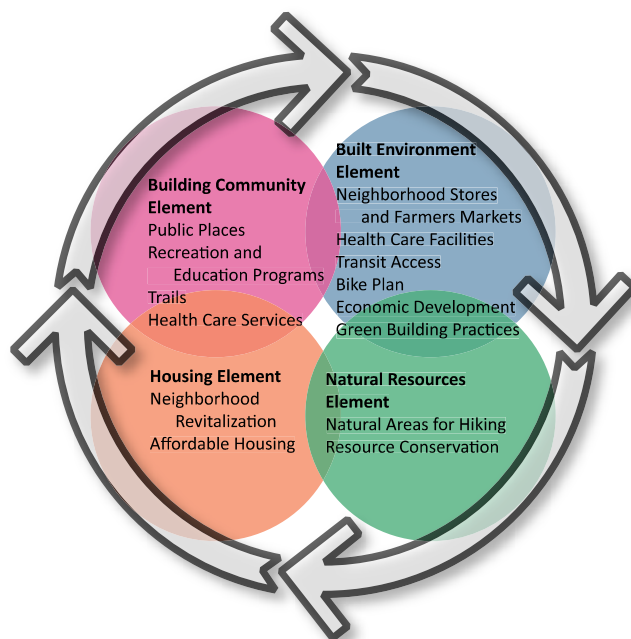 Building Community
Element
Public Places
Recreation and
Education Programs
Trails
Health Care Services
Built Environment
Element
Neighborhood Stores
and Farmers Markets
Health Care Facilities
Transit Access
Bike Plan
Economic Development
Green Building Practices
Housing Element
Neighborhood
Revitalization
Affordable Housing
Natural Resources
Element
Natural Areas for Hiking
Resource Conservation